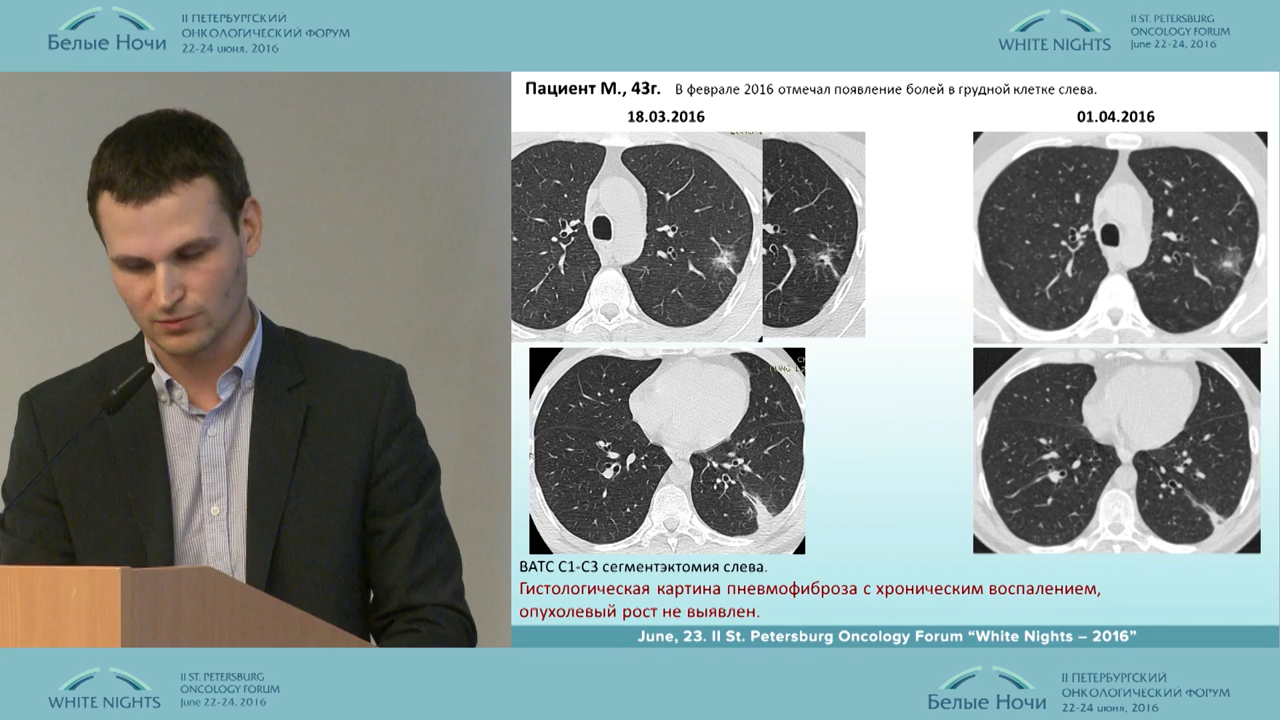 Белые Ночи
II ПЕТЕРБУРГСКИЙ
ОНКОЛОГИЧЕСКИЙ ФОРУМ
22-24 июня, 2016
WHITE NIGHTS
II ST. PETERSBURG
ONCOLOGY FORUM
June 22-24, 2016
Пациент М., 43г. В феврале 2016 отмечал появление болей в грудной клетке слева.
18.03.2016
01.04.2016
ВАТС С1-С3 сегментэктомия слева.
Гистологическая картина пневмофиброза с хроническим воспалением,
опухолевый рост не выявлен.
June, 23. II St. Petersburg Oncology Forum “White Nights – 2016”
WHITE NIGHTS
II ST. PETERSBURG
ONCOLOGY FORUM
June 22-24, 2016
Белые Ночи
II ПЕТЕРБУРГСКИЙ
ОНКОЛОГИЧЕСКИЙ ФОРУМ
22-24 июня, 2016